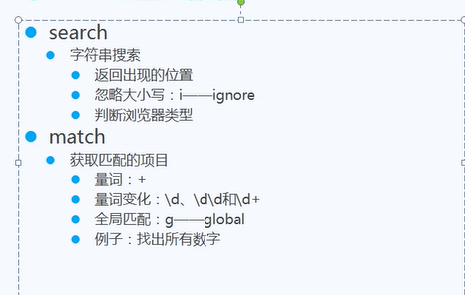 search
字符串搜索
返回出现的位置
忽略大小写：i——ignore
判断浏览器类型
match
获取匹配的项目
量词：+
量词变化：\d、\d\d和\d+
全局匹配：g——global
例子：找出所有数字